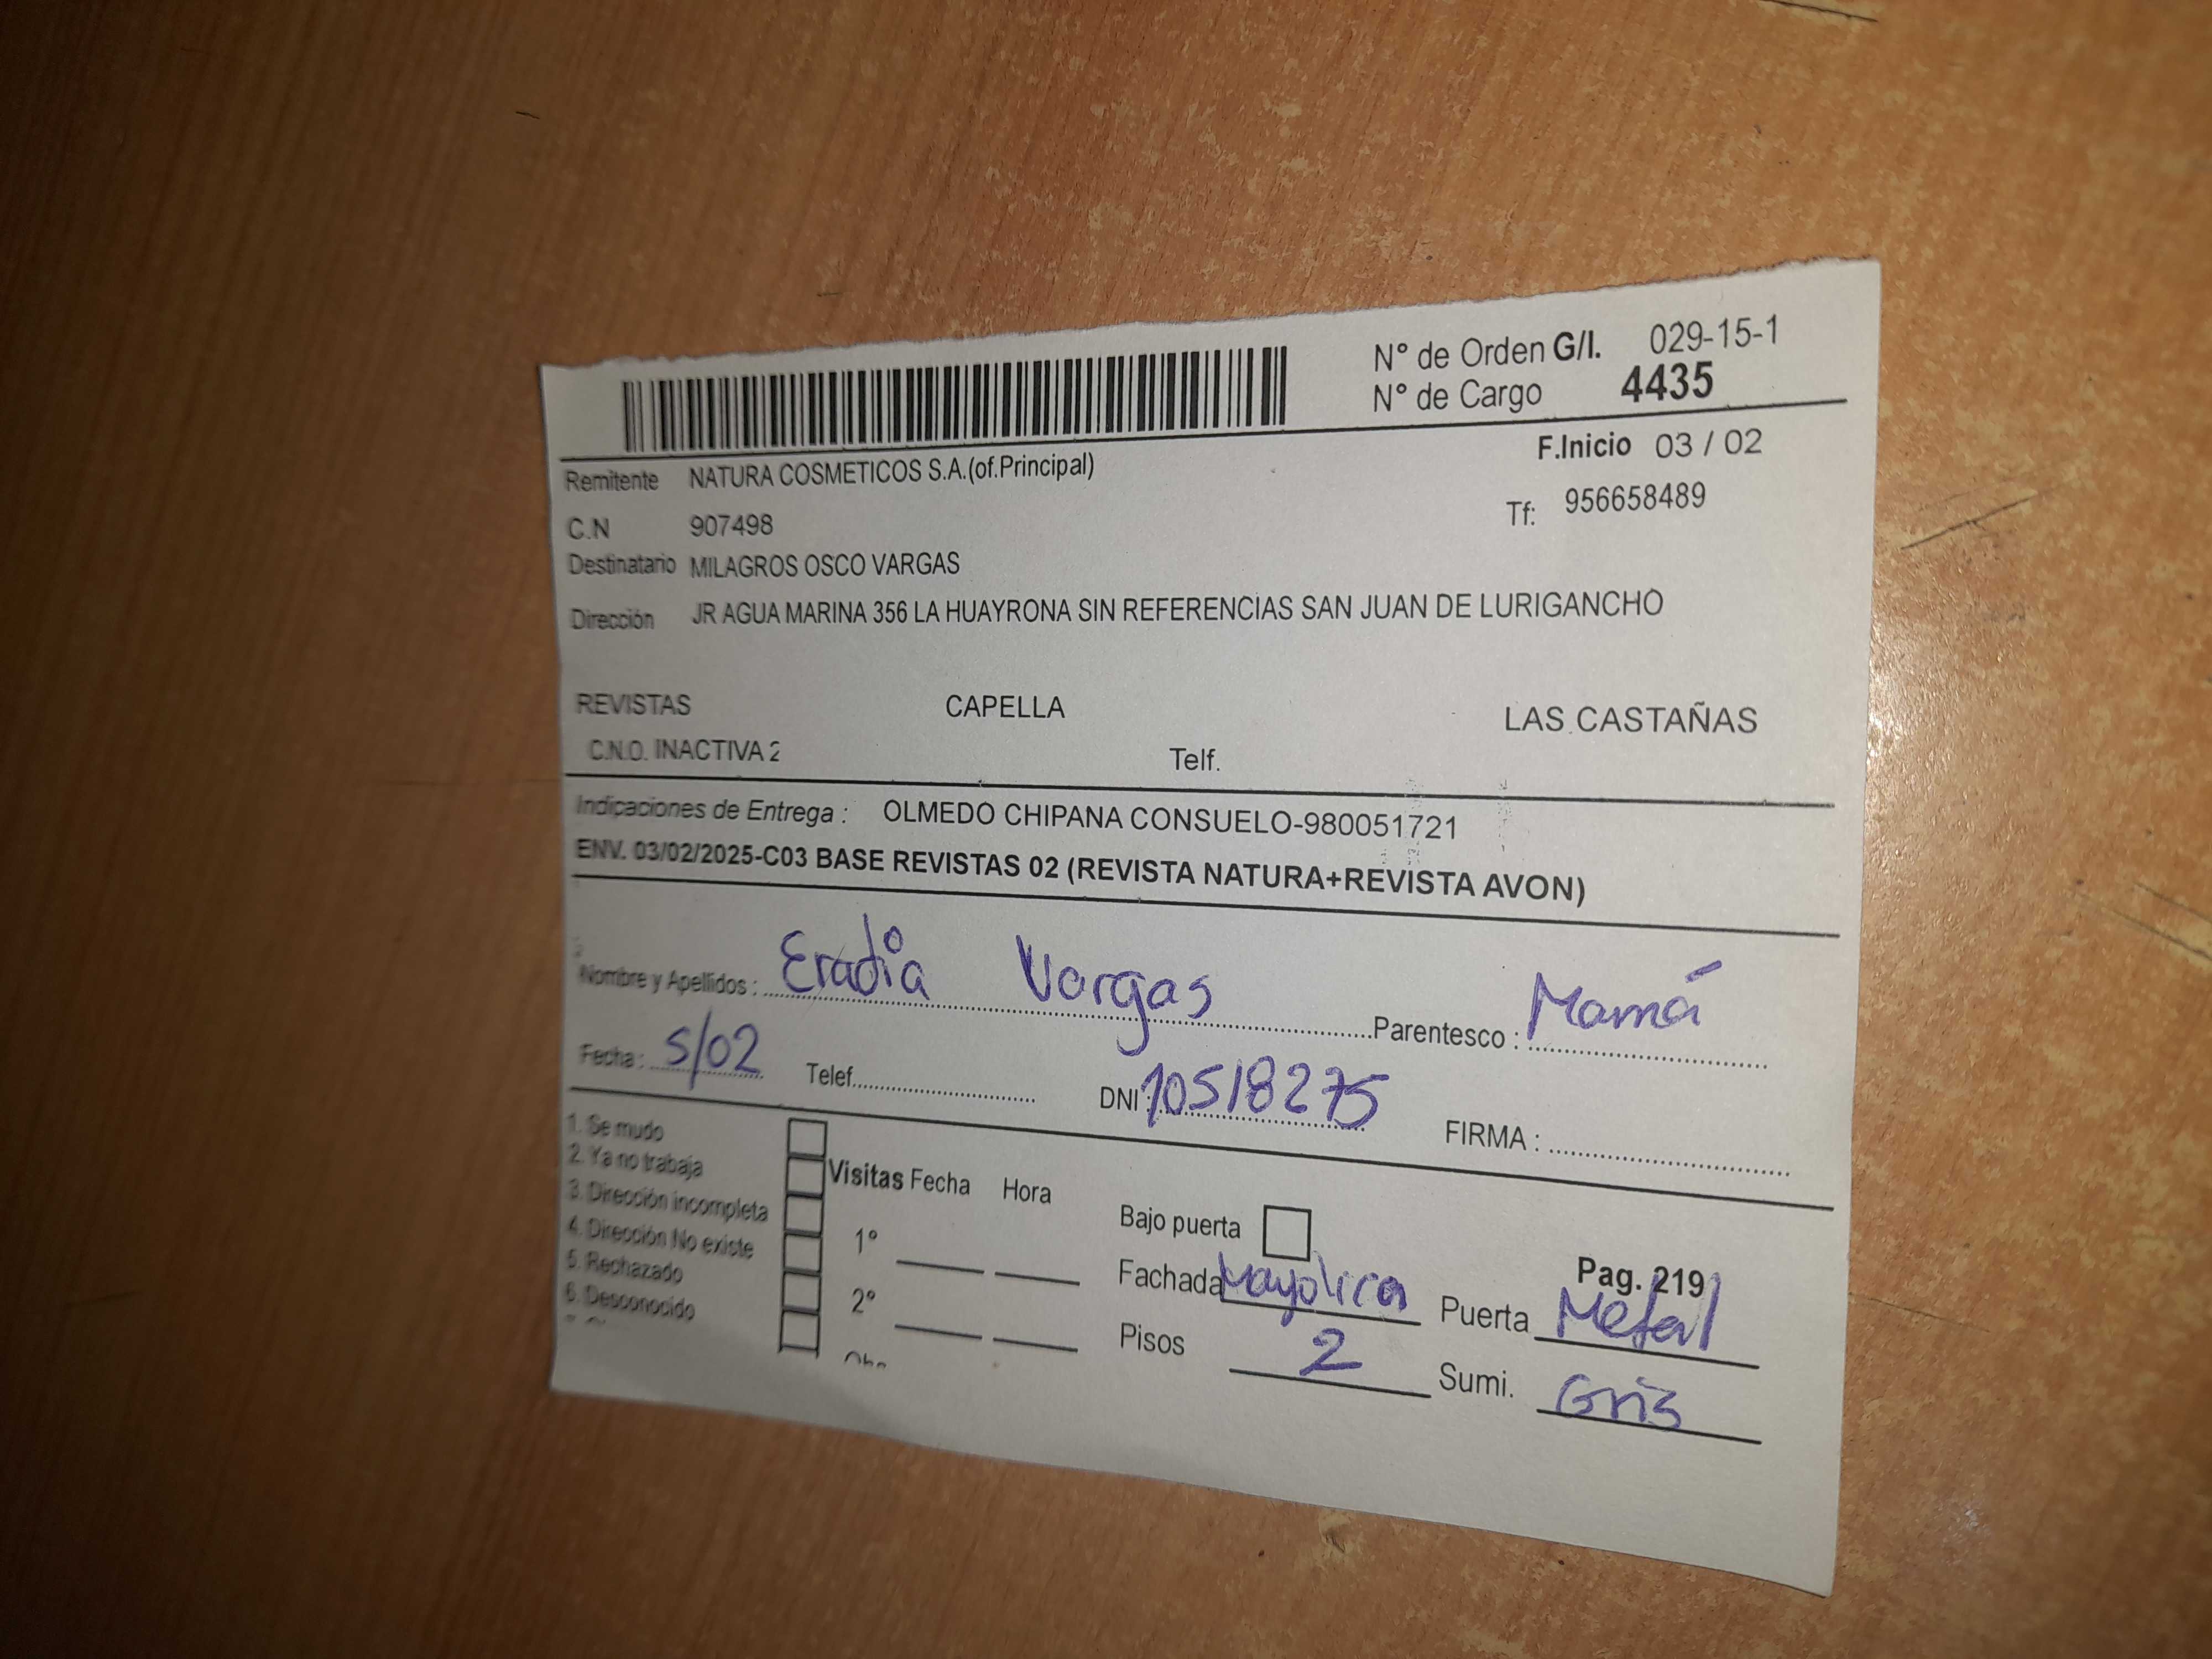 N° de Orden G/I. 029-15-1
N° de Cargo 4435
F.Inicio 03 / 02
Remitente NATURA COSMETICOS S.A.(of.Principal)
Tf: 956658489
C.N 907498
Destinatario MILAGROS OSCO VARGAS
Dirección JR AGUA MARINA 356 LA HUAYRONA SIN REFERENCIAS SAN JUAN DE LURIGANCHO
REVISTAS CAPELLA LAS CASTAÑAS
C.N.O. INACTIVA 2 Telf.
Indicaciones de Entrega : OLMEDO CHIPANA CONSUELO-980051721
ENV. 03/02/2025-C03 BASE REVISTAS 02 (REVISTA NATURA+REVISTA AVON)
Nombre y Apellidos : Eradia Vargas Parentesco : Mamá
Fecha : 5/02 Telef. DNI : 10518275 FIRMA :
1. Se mudo
2. Ya no trabaja
3. Dirección incompleta
4. Dirección No existe
5. Rechazado
6. Desconocido
Visitas Fecha Hora
1°
2°
Bajo puerta
Pag. 219
Fachada Mayolica Puerta Metal
Pisos 2 Sumi. Gris